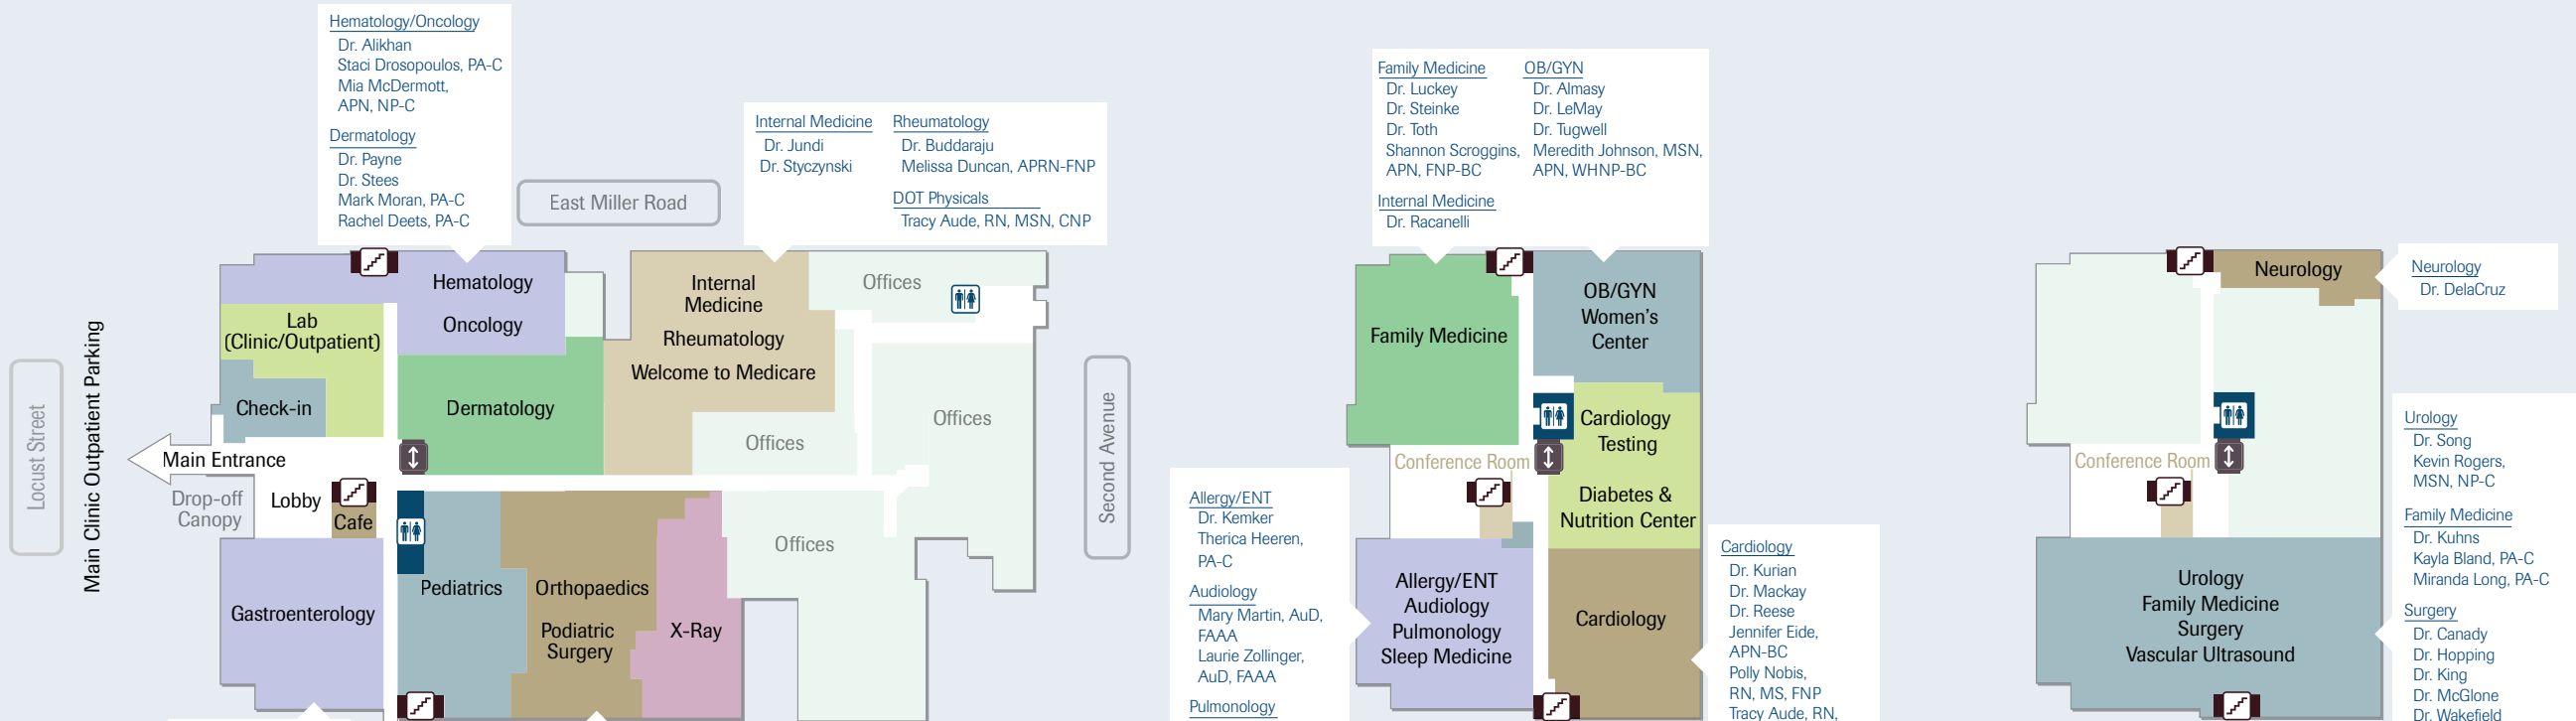 Hematology/Oncology
Dr. Alikhan
Staci Drosopoulos, PA-C
Mia McDermott,
APN, NP-C
Dermatology
Dr. Payne
Dr. Stees
Mark Moran, PA-C
Rachel Deets, PA-C
East Miller Road
Internal Medicine
Dr. Jundi
Dr. Styczynski
Rheumatology
Dr. Buddaraju
Melissa Duncan, APRN-FNP
DOT Physicals
Tracy Aude, RN, MSN, CNP
Locust Street
Main Clinic Outpatient Parking
Hematology
Oncology
Lab
(Clinic/Outpatient)
Check-in
Dermatology
Internal
Medicine
Rheumatology
Welcome to Medicare
Offices
Offices
Offices
Main Entrance
Drop-off
Canopy
Lobby
Cafe
Gastroenterology
Pediatrics
Orthopaedics
Podiatric
Surgery
X-Ray
Offices
Second Avenue
Family Medicine
Dr. Luckey
Dr. Steinke
Dr. Toth
Shannon Scroggins,
APN, FNP-BC
Internal Medicine
Dr. Racanelli
OB/GYN
Dr. Almasy
Dr. LeMay
Dr. Tugwell
Meredith Johnson, MSN,
APN, WHNP-BC
Family Medicine
OB/GYN
Women's
Center
Cardiology
Testing
Conference Room
Diabetes &
Nutrition Center
Allergy/ENT
Audiology
Pulmonology
Sleep Medicine
Cardiology
Allergy/ENT
Dr. Kemker
Therica Heeren,
PA-C
Audiology
Mary Martin, AuD,
FAAA
Laurie Zollinger,
AuD, FAAA
Pulmonology
Cardiology
Dr. Kurian
Dr. Mackay
Dr. Reese
Jennifer Eide,
APN-BC
Polly Nobis,
RN, MS, FNP
Tracy Aude, RN,
Neurology
Neurology
Dr. DelaCruz
Conference Room
Urology
Family Medicine
Surgery
Vascular Ultrasound
Urology
Dr. Song
Kevin Rogers,
MSN, NP-C
Family Medicine
Dr. Kuhns
Kayla Bland, PA-C
Miranda Long, PA-C
Surgery
Dr. Canady
Dr. Hopping
Dr. King
Dr. McGlone
Dr. Wakefield